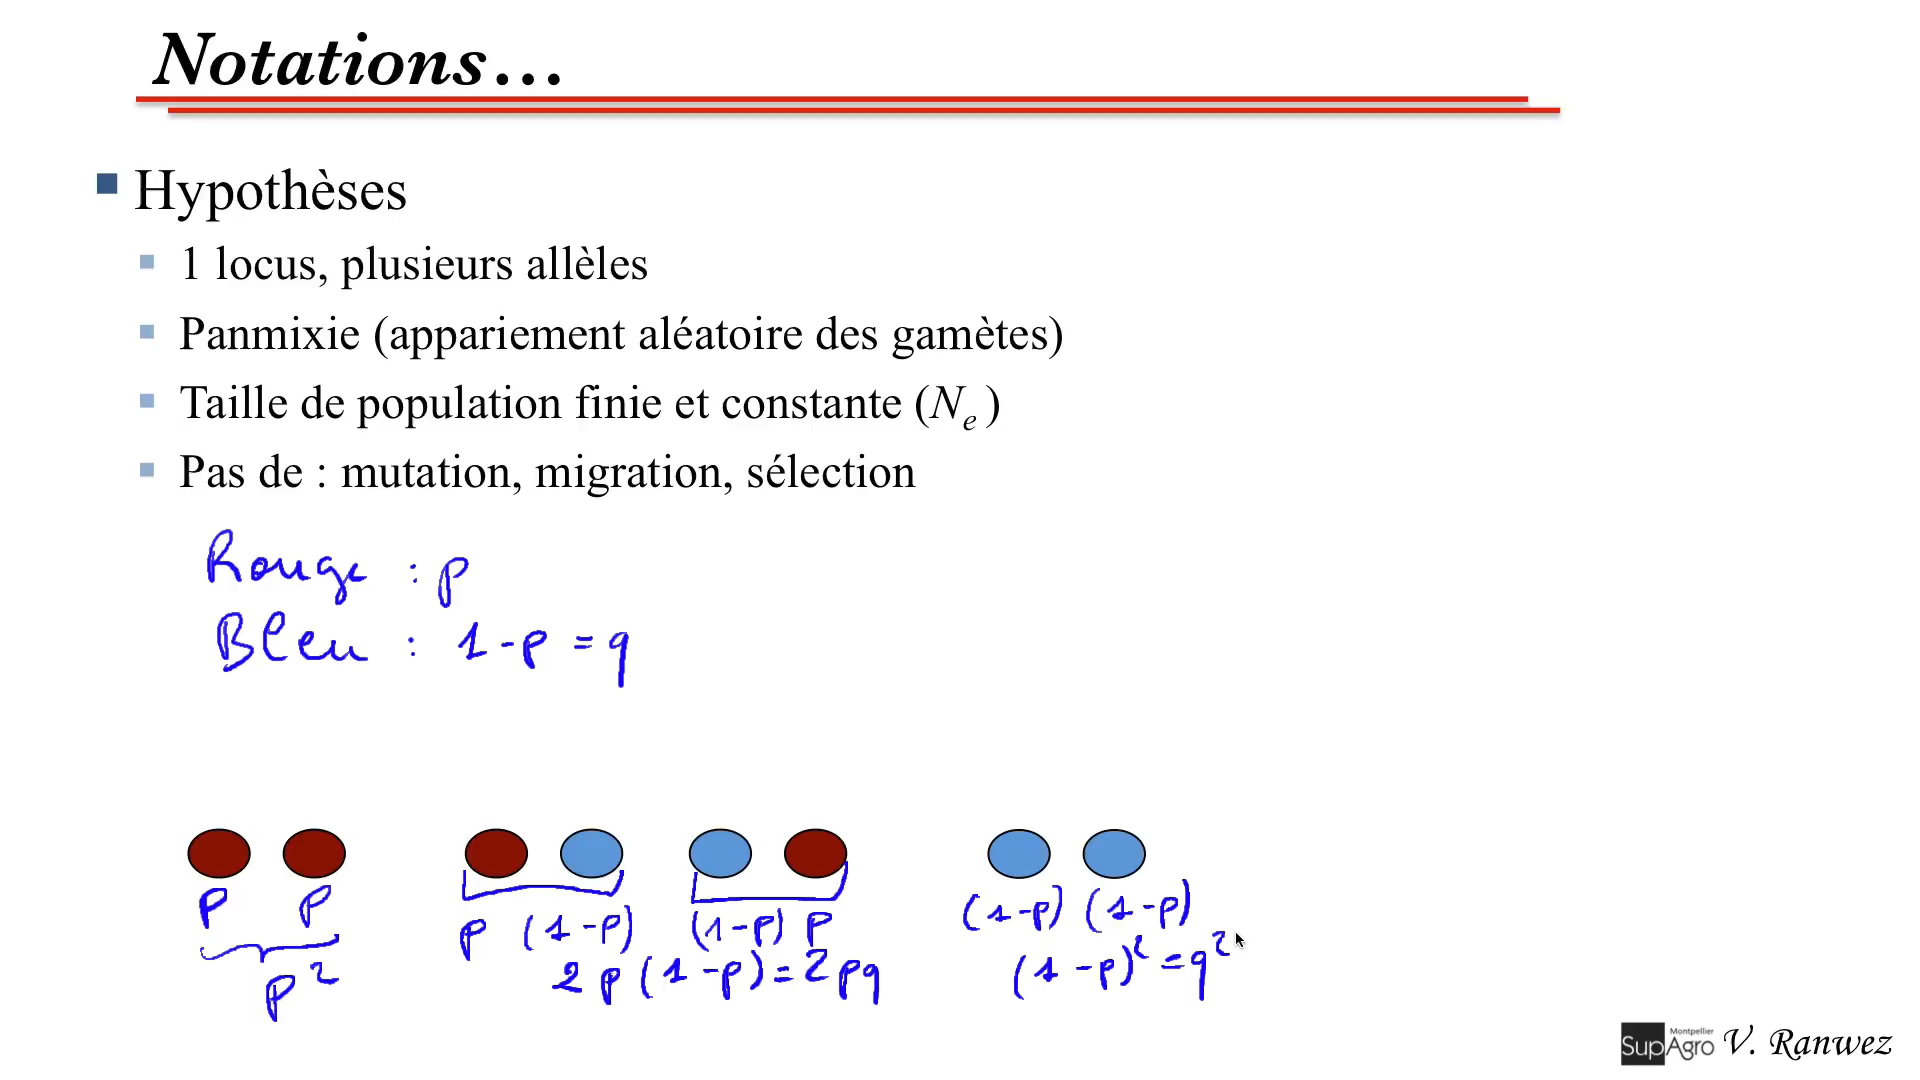 Notations…
Hypothèses
1 locus, plusieurs allèles
Panmixie (appariement aléatoire des gamètes)
Taille de population finie et constante (Ne )
Pas de : mutation, migration, sélection
Rouge : p
Bleu : 1-p = q
p p
p (1-p) (1-p) p
(1-p) (1-p)
p²
2p(1-p)=2pq
(1-p)²=q²
Montpellier
SupAgro
V. Ranwez